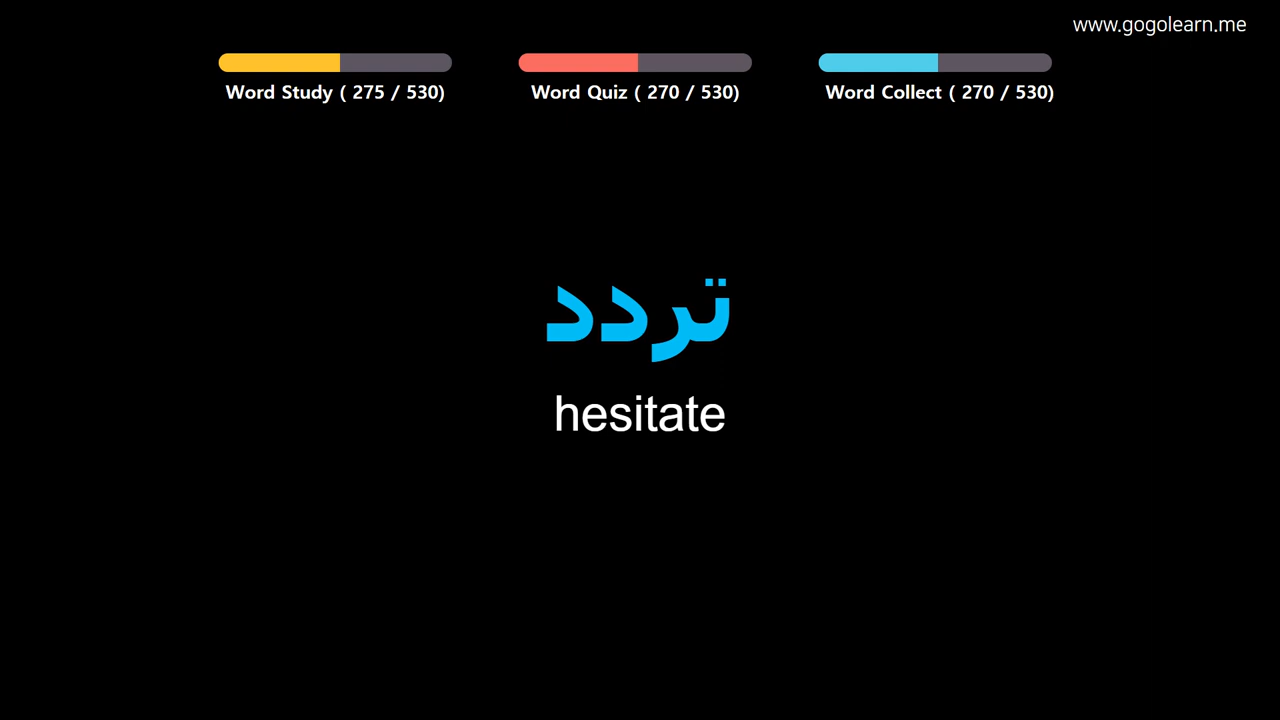 www.gogolearn.me
Word Study ( 275 / 530)
Word Quiz ( 270 / 530)
Word Collect ( 270 / 530)
تردد
hesitate